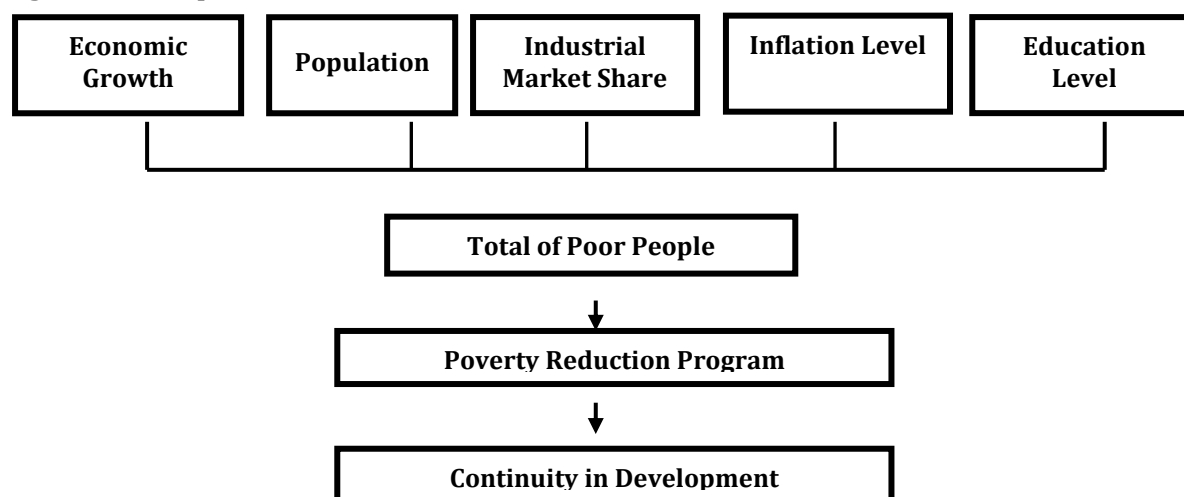 Economic
Growth
Population
Industrial
Market Share
Inflation Level
Education
Level
Total of Poor People
Poverty Reduction Program
Continuity in Development